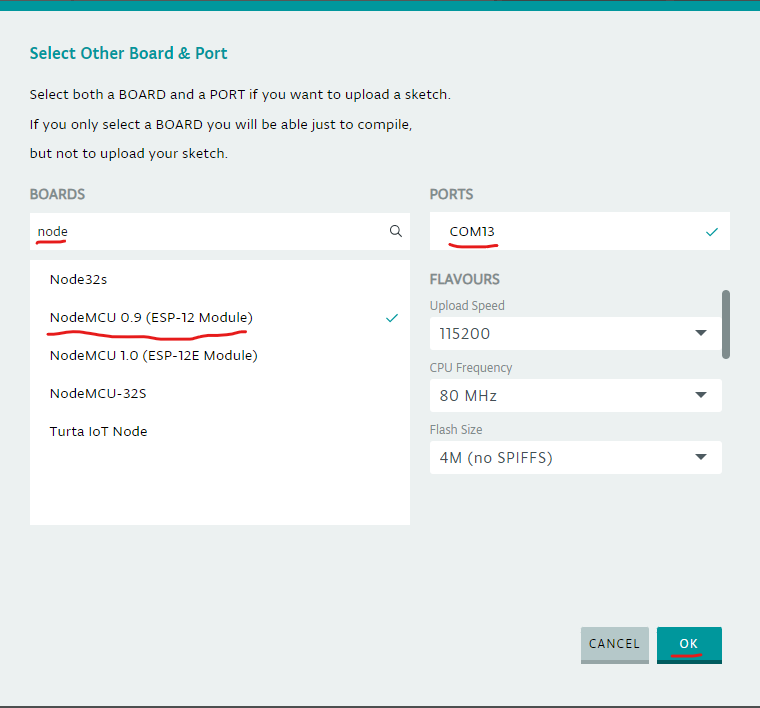 Select Other Board & Port
Select both a BOARD and a PORT if you want to upload a sketch.
If you only select a BOARD you will be able just to compile,
but not to upload your sketch.
BOARDS
node
Node32s
NodeMCU 0.9 (ESP-12 Module)
NodeMCU 1.0 (ESP-12E Module)
NodeMCU-32S
Turta IoT Node
PORTS
COM13
FLAVOURS
Upload Speed
115200
CPU Frequency
80 MHz
Flash Size
4M (no SPIFFS)
CANCEL
OK